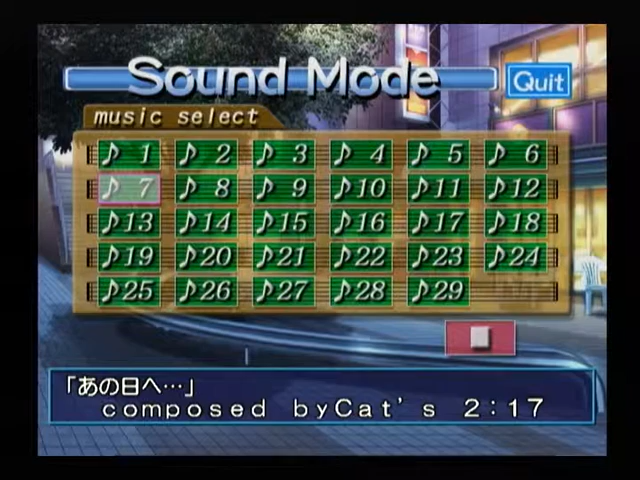 Sound Mode
Quit
music select
♪ 1 ♪ 2 ♪ 3 ♪ 4 ♪ 5 ♪ 6
♪ 7 ♪ 8 ♪ 9 ♪10 ♪11 ♪12
♪13 ♪14 ♪15 ♪16 ♪17 ♪18
♪19 ♪20 ♪21 ♪22 ♪23 ♪24
♪25 ♪26 ♪27 ♪28 ♪29
「あの日へ…」
composed byCat's 2:17